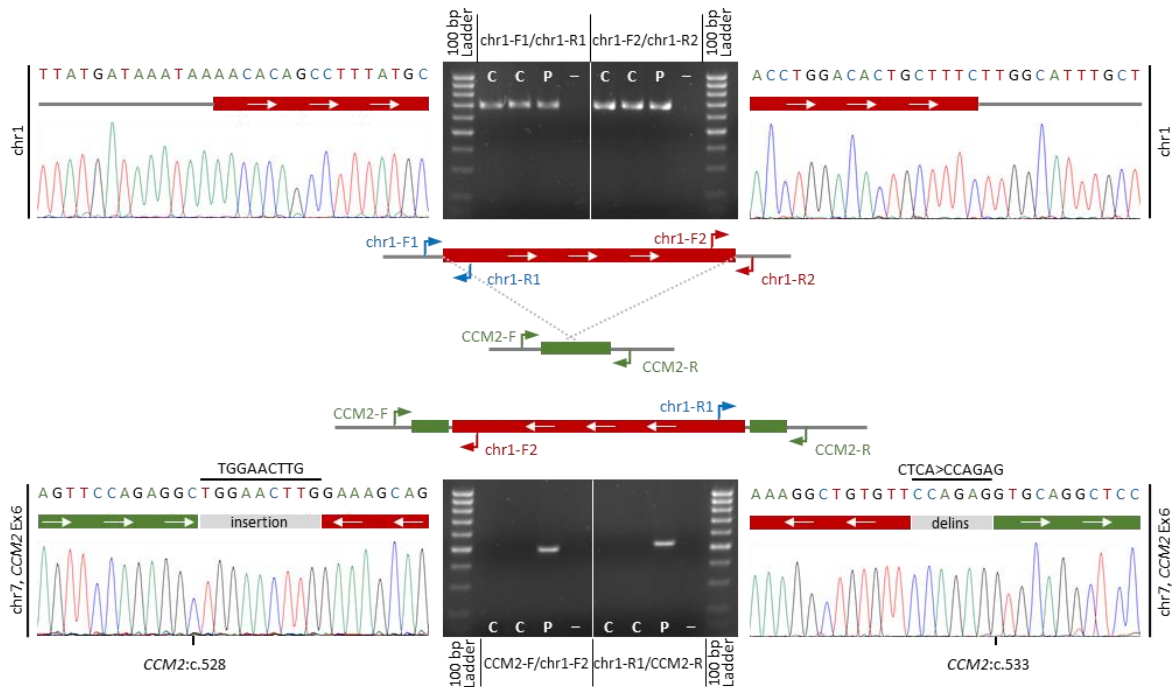 100 bp Ladder
chr1-F1/chr1-R1
chr1-F2/chr1-R2
100 bp Ladder
C C P – C C P –
TTATGATAAATAAAACACAGCCTTTATGC
ACCTGGACACTGCTTTCTTGGCATTTGCT
chr1
chr1
chr1-F1
chr1-F2
chr1-R1
chr1-R2
CCM2-F
CCM2-R
CCM2-F
chr1-R1
chr1-F2
CCM2-R
TGGAACTTG
CTCA>CCAGAG
AGTTCCAGAGGCTGGAACTTGGAAAGCAG
AAAGGCTGTGTTCCAGAGGTGCAGGCTCC
insertion
delins
chr7, CCM2 Ex6
chr7, CCM2 Ex6
C C P – C C P –
CCM2:c.528
CCM2:c.533
100 bp Ladder
CCM2-F/chr1-F2
chr1-R1/CCM2-R
100 bp Ladder